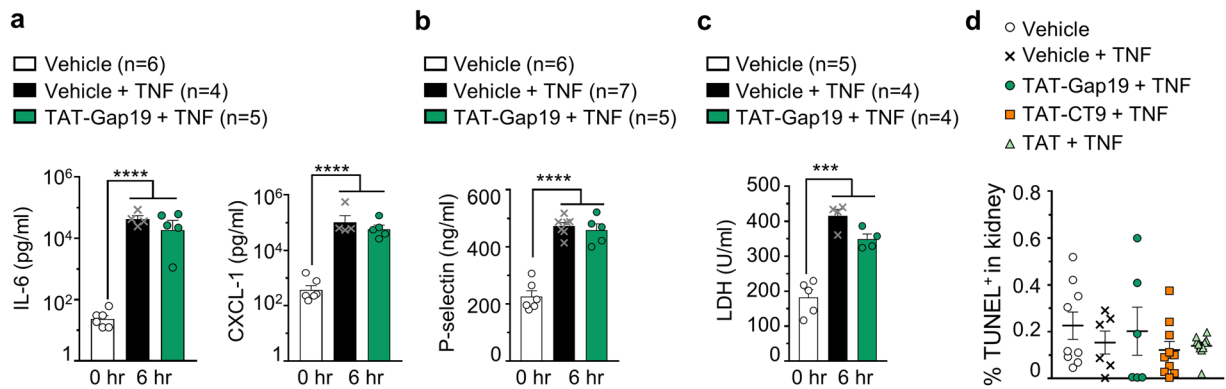 a
Vehicle (n=6)
Vehicle + TNF (n=4)
TAT-Gap19 + TNF (n=5)
****
10⁶
10⁴
10²
1
IL-6 (pg/ml)
0 hr 6 hr
****
10⁶
10⁴
10²
1
CXCL-1 (pg/ml)
0 hr 6 hr
b
Vehicle (n=6)
Vehicle + TNF (n=7)
TAT-Gap19 + TNF (n=5)
****
600
400
200
0
P-selectin (ng/ml)
0 hr 6 hr
c
Vehicle (n=5)
Vehicle + TNF (n=4)
TAT-Gap19 + TNF (n=4)
***
500
400
300
200
100
0
LDH (U/ml)
0 hr 6 hr
d
Vehicle
Vehicle + TNF
TAT-Gap19 + TNF
TAT-CT9 + TNF
TAT + TNF
0.8
0.6
0.4
0.2
0
% TUNEL⁺ in kidney